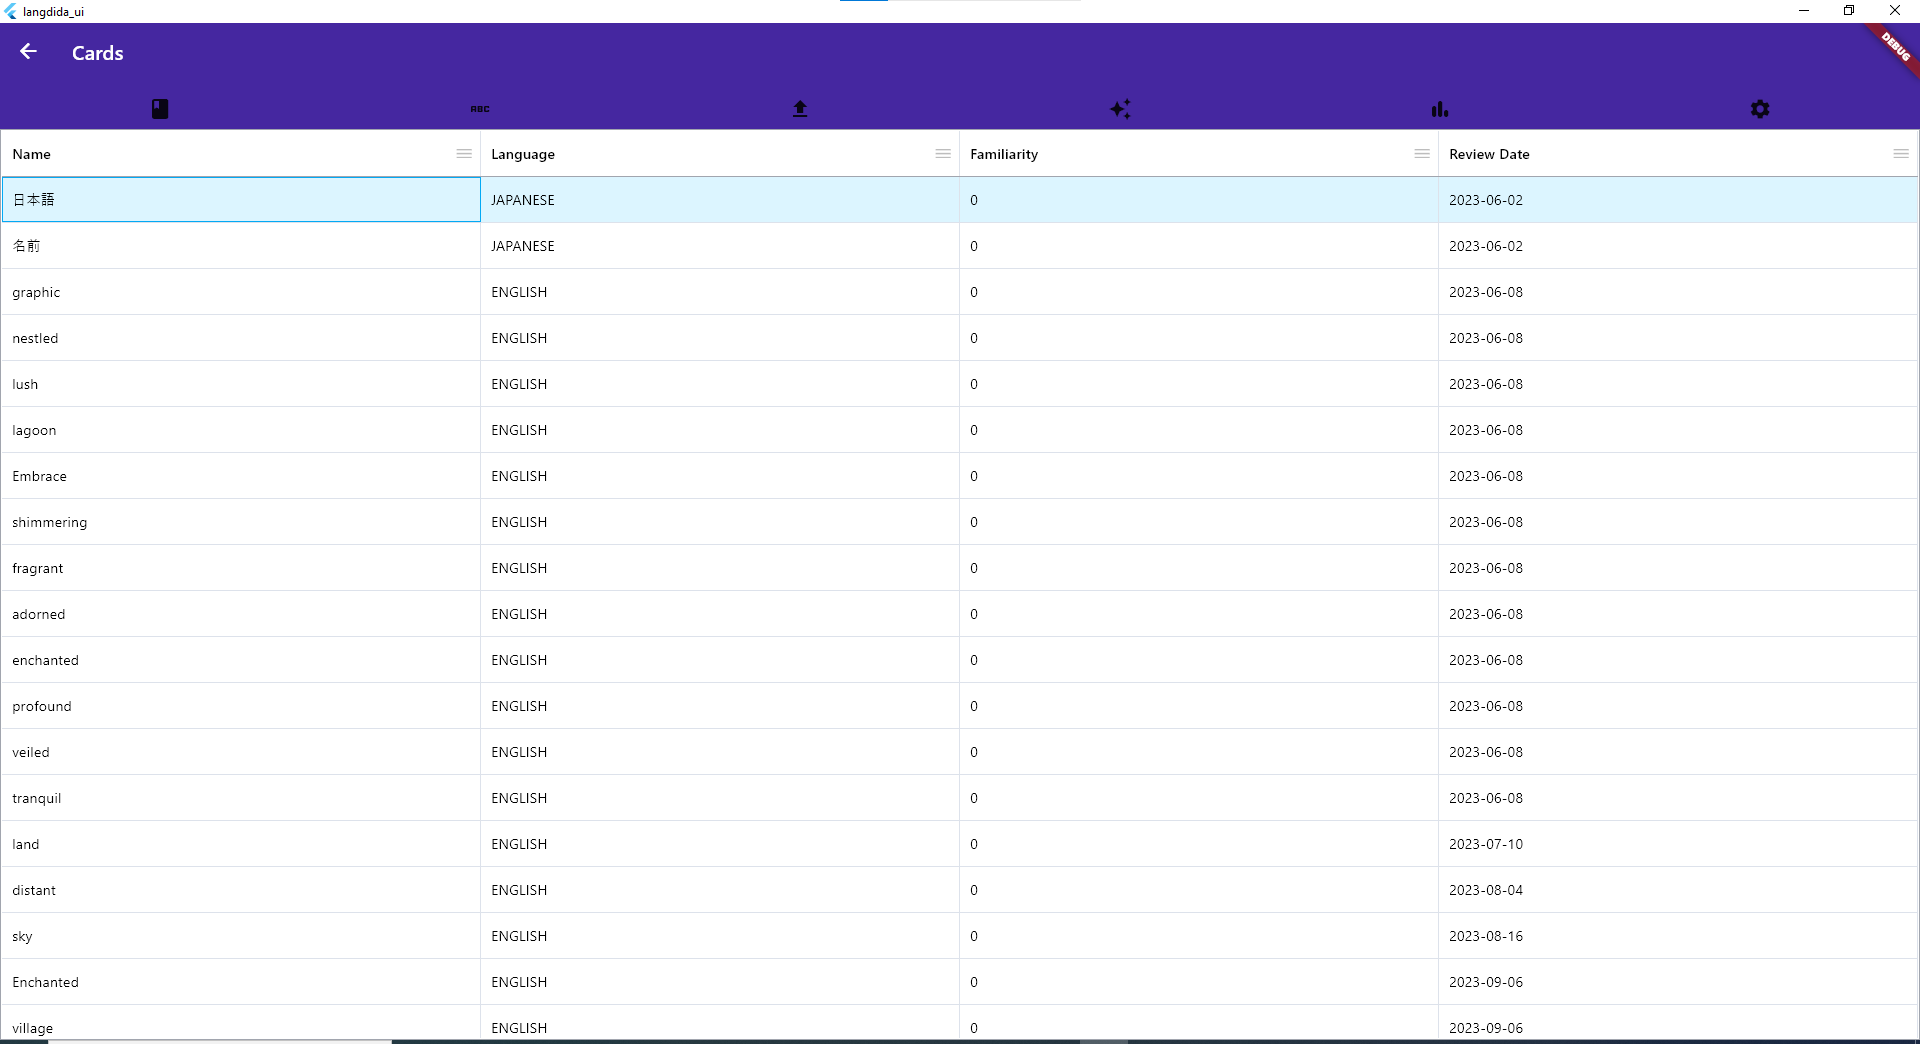 langdida_ui
Cards
DEBUG
ABC
Name Language Familiarity Review Date
日本語 JAPANESE 0 2023-06-02
名前 JAPANESE 0 2023-06-02
graphic ENGLISH 0 2023-06-08
nestled ENGLISH 0 2023-06-08
lush ENGLISH 0 2023-06-08
lagoon ENGLISH 0 2023-06-08
Embrace ENGLISH 0 2023-06-08
shimmering ENGLISH 0 2023-06-08
fragrant ENGLISH 0 2023-06-08
adorned ENGLISH 0 2023-06-08
enchanted ENGLISH 0 2023-06-08
profound ENGLISH 0 2023-06-08
veiled ENGLISH 0 2023-06-08
tranquil ENGLISH 0 2023-06-08
land ENGLISH 0 2023-07-10
distant ENGLISH 0 2023-08-04
sky ENGLISH 0 2023-08-16
Enchanted ENGLISH 0 2023-09-06
village ENGLISH 0 2023-09-06